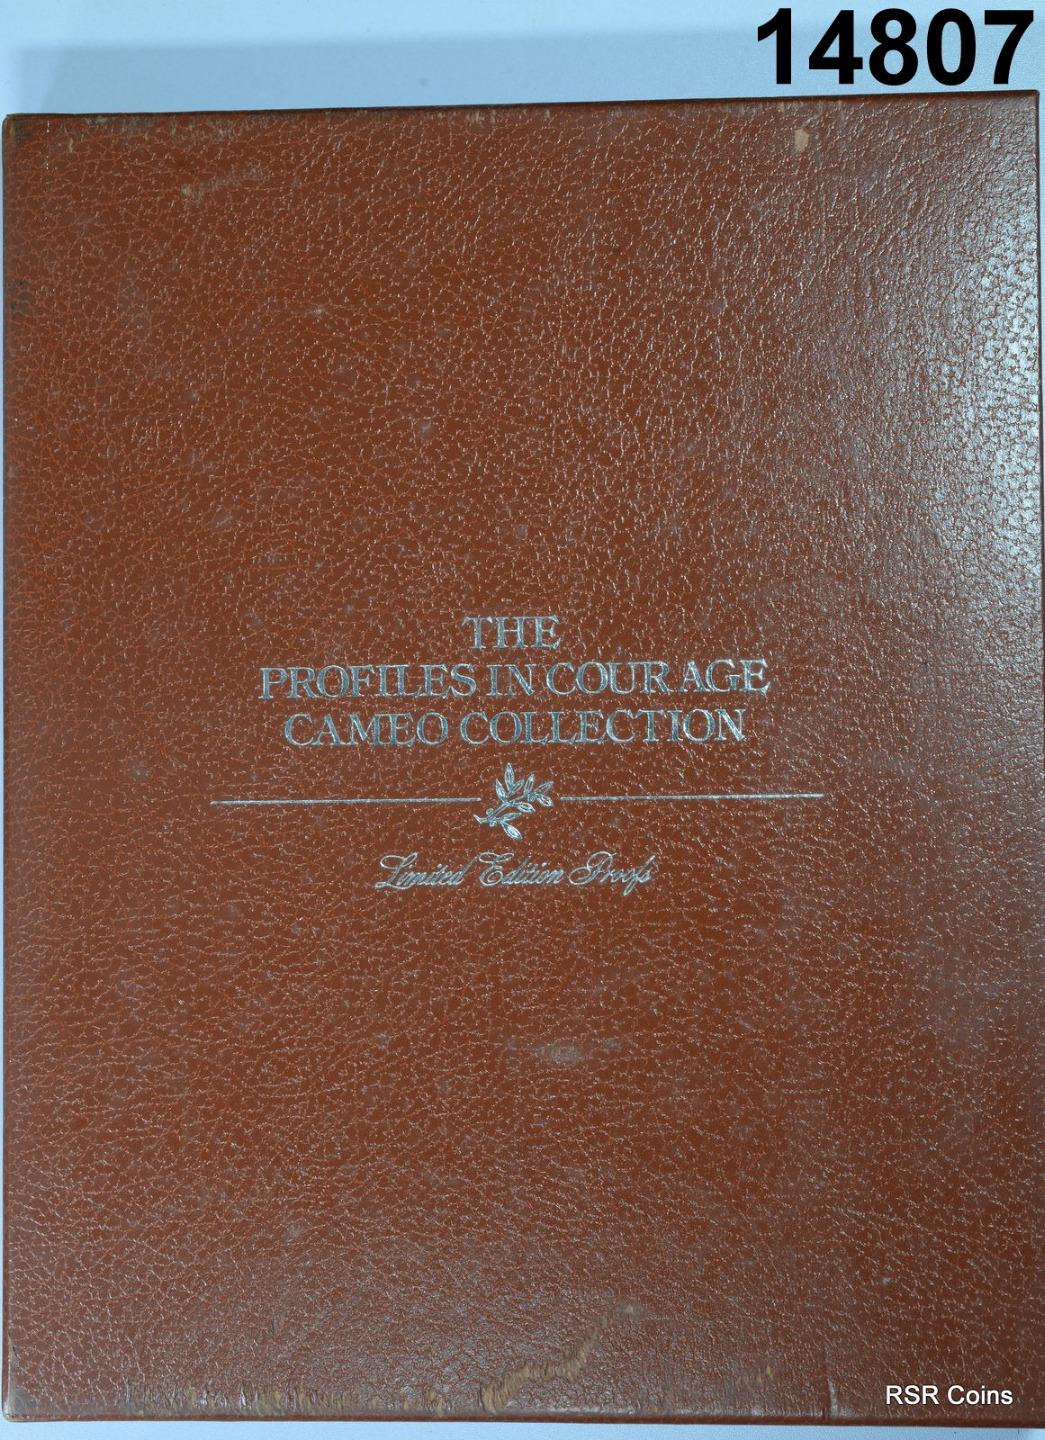 14807
THE
PROFILES IN COURAGE
CAMEO COLLECTION
Limited Edition Proofs
RSR Coins